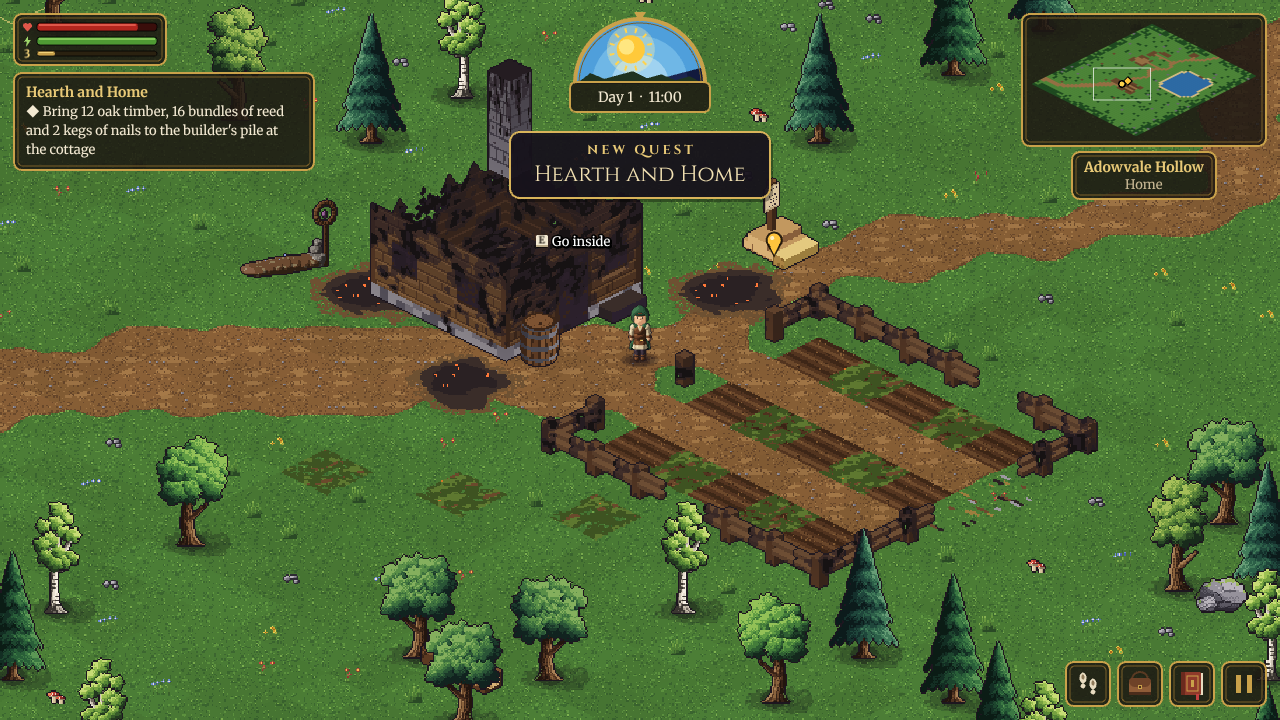 3
Hearth and Home
◆ Bring 12 oak timber, 16 bundles of reed
and 2 kegs of nails to the builder's pile at
the cottage
Day 1 · 11:00
NEW QUEST
Hearth and Home
E Go inside
Adowvale Hollow
Home